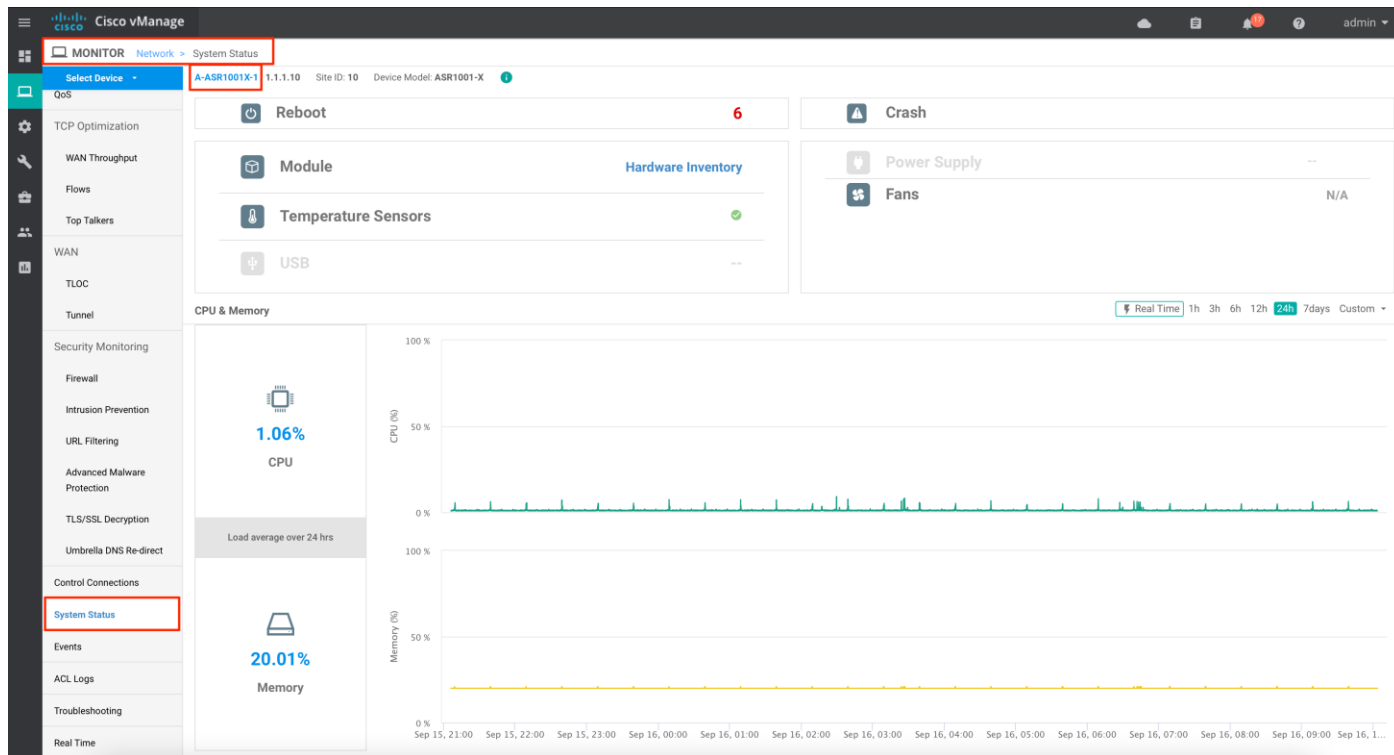 cisco Cisco vManage
17
admin
MONITOR Network > System Status
Select Device
A-ASR1001X-1 1.1.1.10 Site ID: 10 Device Model: ASR1001-X
QoS
TCP Optimization
WAN Throughput
Flows
Top Talkers
WAN
TLOC
Tunnel
Security Monitoring
Firewall
Intrusion Prevention
URL Filtering
Advanced Malware
Protection
TLS/SSL Decryption
Umbrella DNS Re-direct
Control Connections
System Status
Events
ACL Logs
Troubleshooting
Real Time
Reboot 6
Crash
Module Hardware Inventory
Temperature Sensors
USB --
Power Supply --
Fans N/A
CPU & Memory
Real Time 1h 3h 6h 12h 24h 7days Custom
1.06%
CPU
Load average over 24 hrs
20.01%
Memory
100 %
CPU (%)
50 %
0 %
100 %
Memory (%)
50 %
0 %
Sep 15, 21:00 Sep 15, 22:00 Sep 15, 23:00 Sep 16, 00:00 Sep 16, 01:00 Sep 16, 02:00 Sep 16, 03:00 Sep 16, 04:00 Sep 16, 05:00 Sep 16, 06:00 Sep 16, 07:00 Sep 16, 08:00 Sep 16, 09:00 Sep 16, 1...